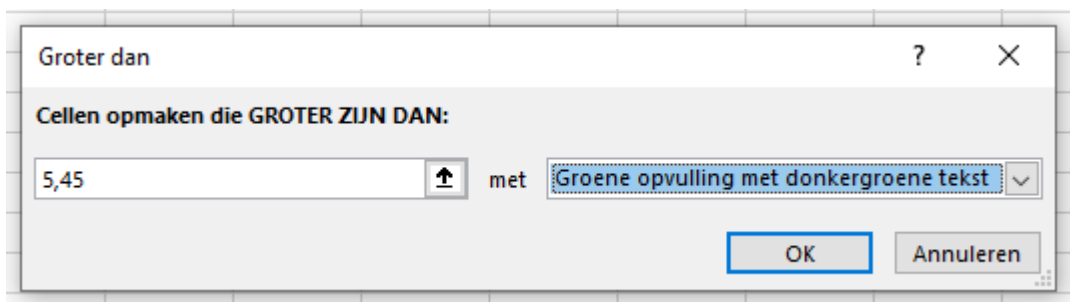 Groter dan ?
Cellen opmaken die GROTER ZIJN DAN:
5,45 met Groene opvulling met donkergroene tekst
OK Annuleren